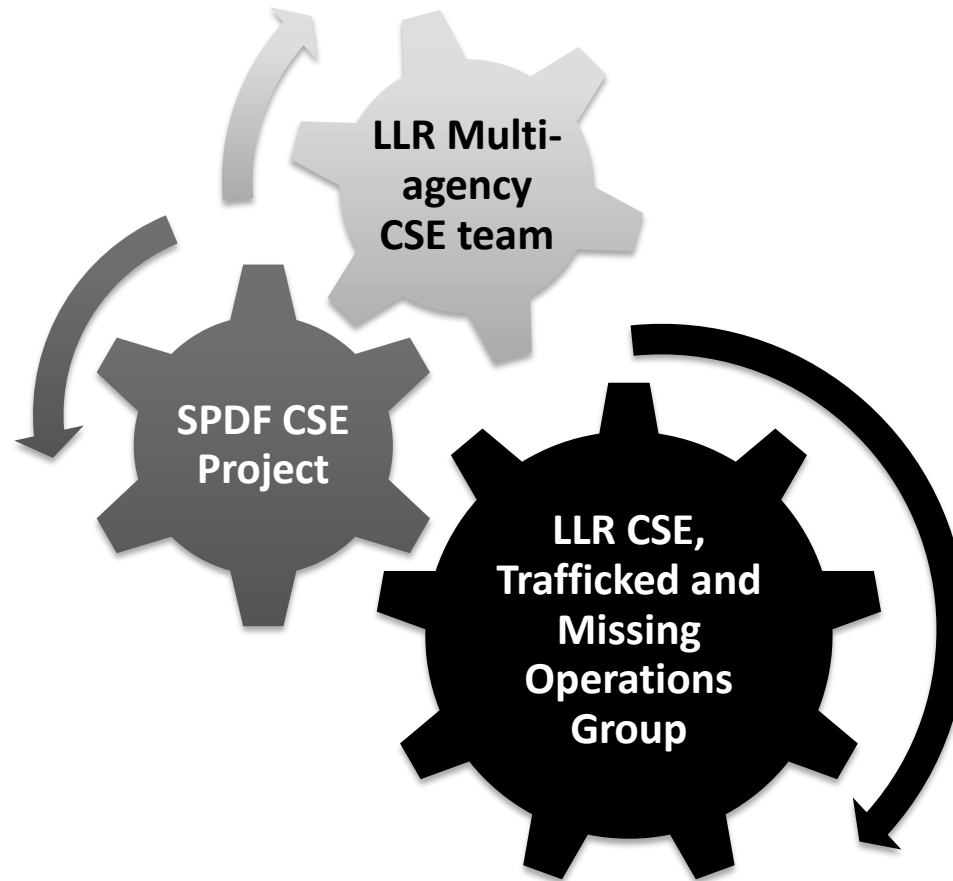 LLR Multi-
agency
CSE team
SPDF CSE
Project
LLR CSE,
Trafficked and
Missing
Operations
Group